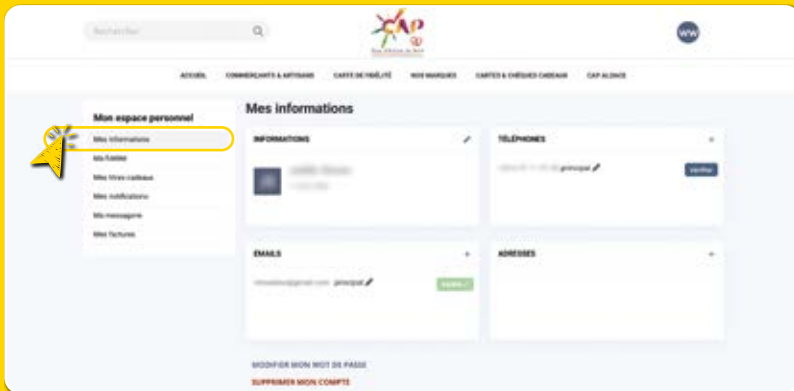 Rechercher
CAP
WW
ACCUEIL COMMERÇANTS & ARTISANS CARTE DE FIDÉLITÉ NOS MARQUES CARTES & CHÈQUES CADEAUX CAP ALSACE
Mon espace personnel
Mes informations
Ma famille
Mes titres cadeaux
Mes notifications
Ma messagerie
Mes factures
Mes informations
INFORMATIONS
TÉLÉPHONES
principal
Vérifier
EMAILS
principal
ADRESSES
MODIFIER MON MOT DE PASSE
SUPPRIMER MON COMPTE